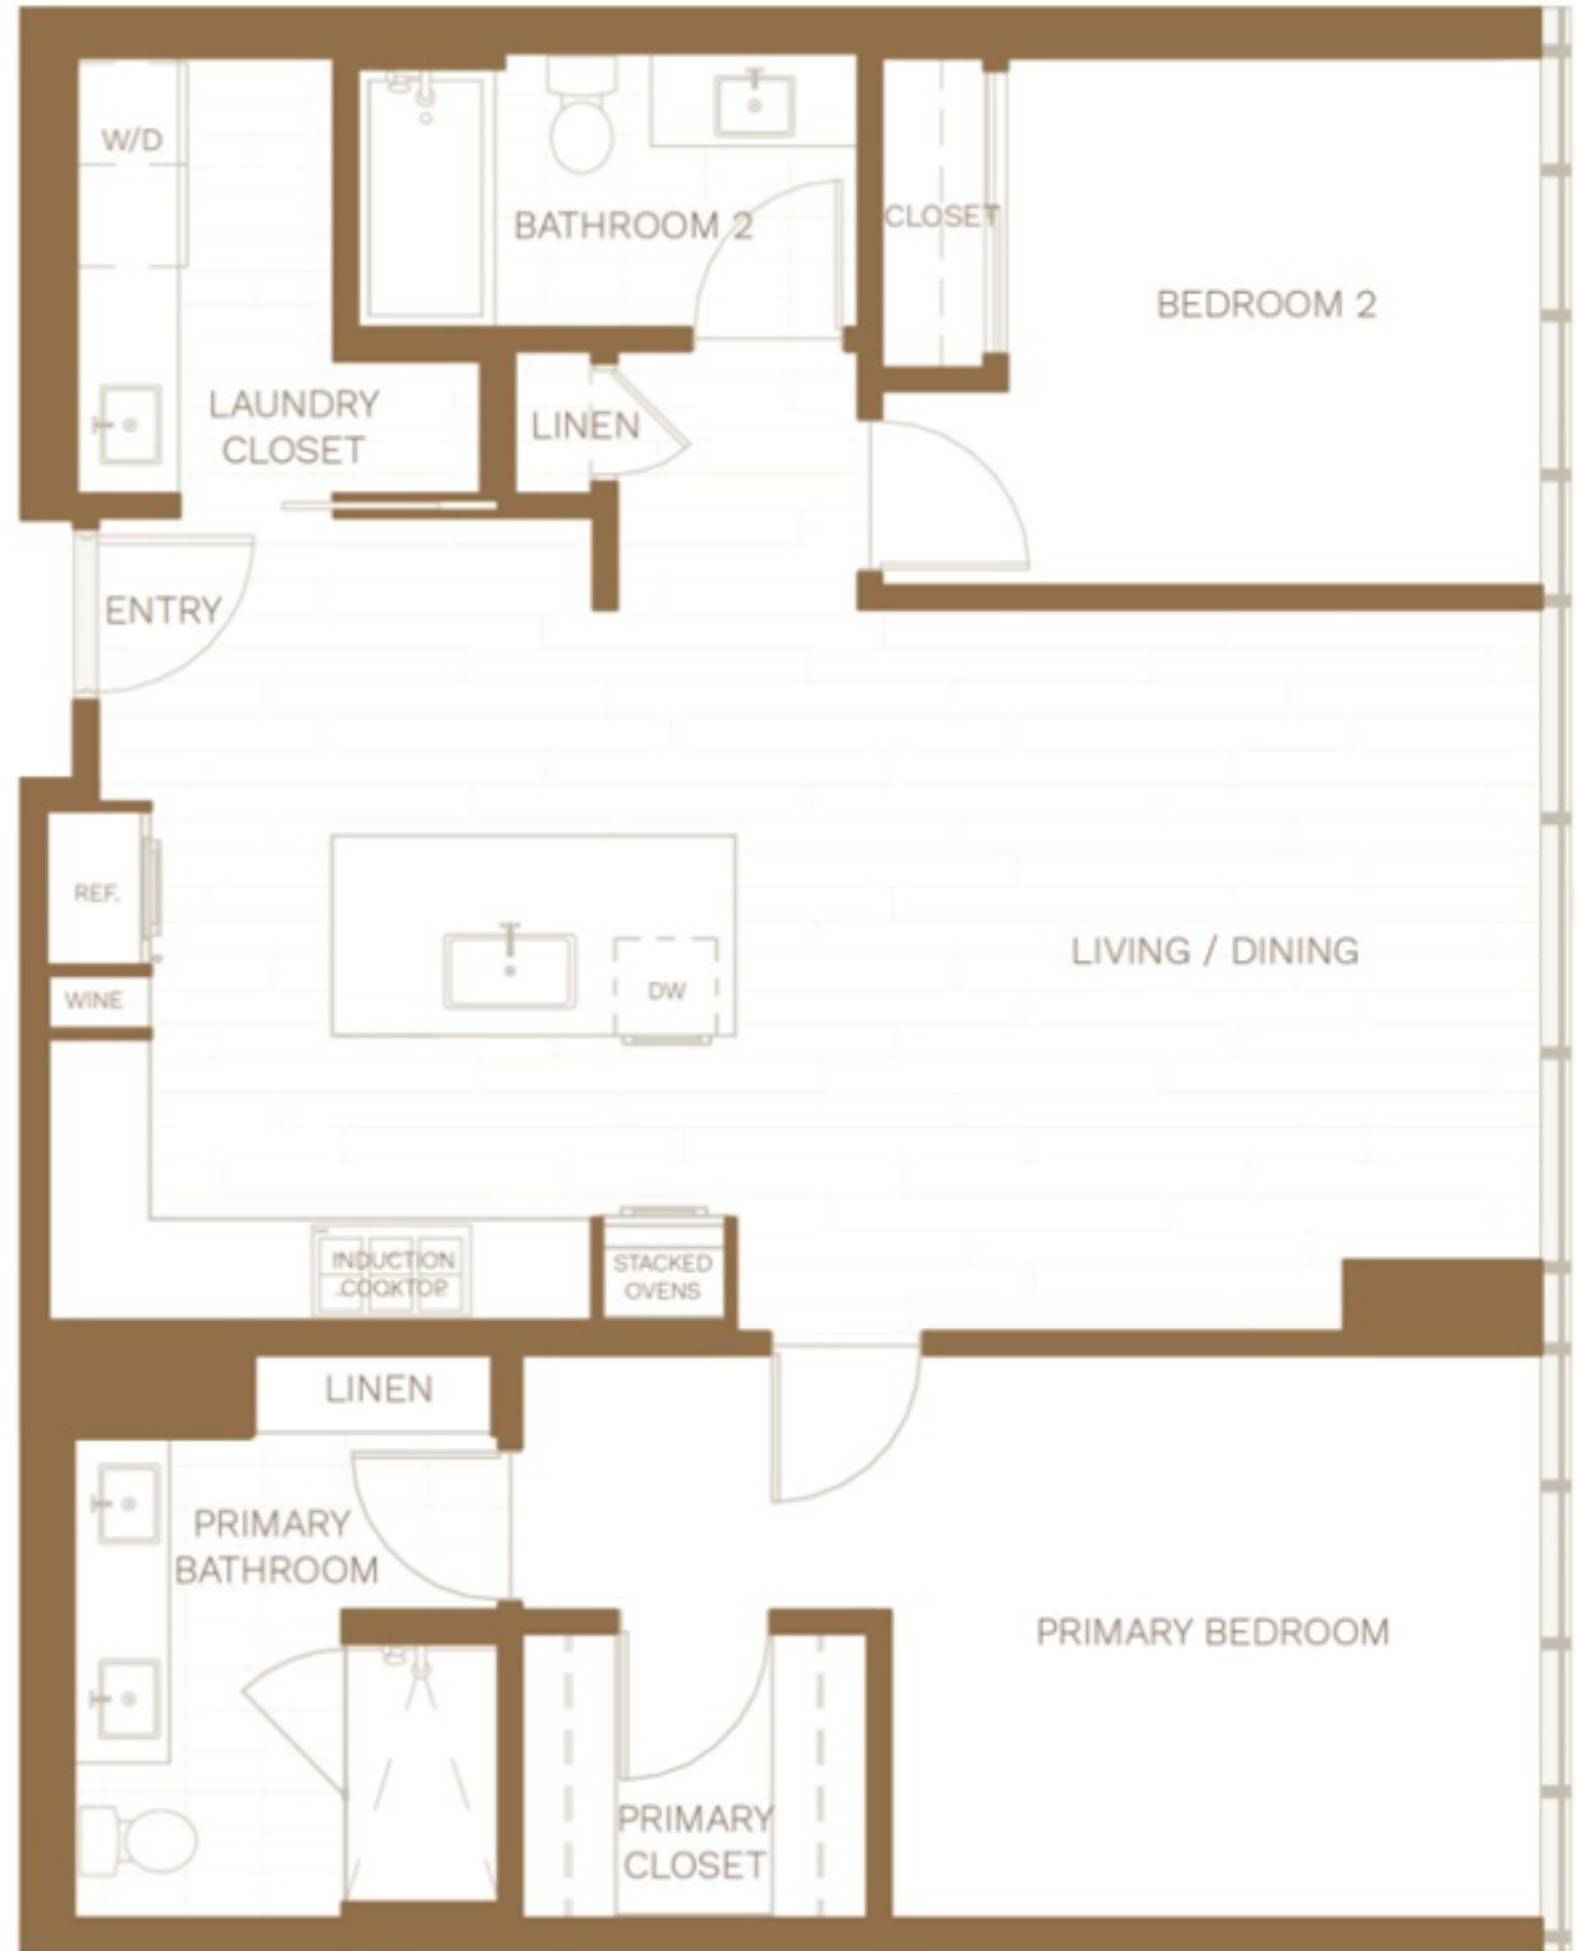 W/D
BATHROOM 2
CLOSET
BEDROOM 2
LAUNDRY
CLOSET
LINEN
ENTRY
REF.
WINE
DW
LIVING / DINING
INDUCTION
COOKTOP
STACKED
OVENS
LINEN
PRIMARY
BATHROOM
PRIMARY BEDROOM
PRIMARY
CLOSET